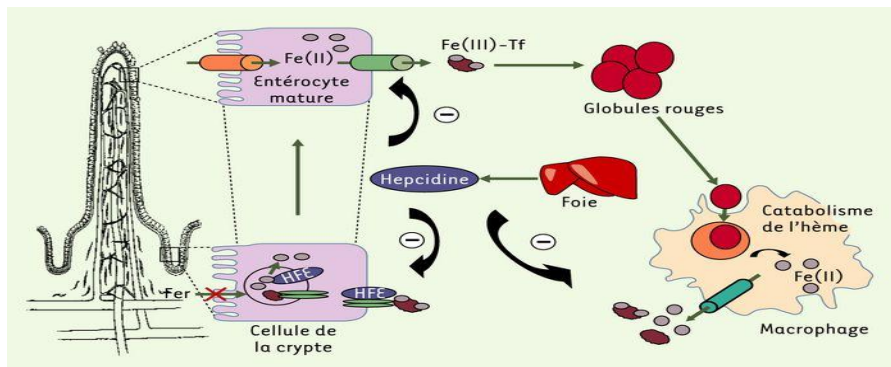 Fe(II)
Entérocyte
mature
Fe(III)-Tf
Globules rouges
Hepcidine
Foie
Catabolisme
de l'hème
Fe(II)
Macrophage
Fer
HFE
HFE
Cellule de
la crypte